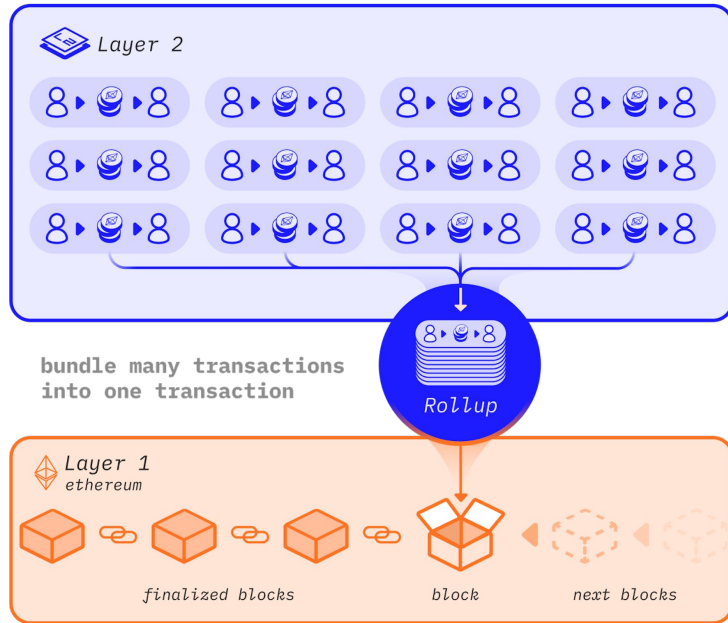 Layer 2
bundle many transactions
into one transaction
Rollup
Layer 1
ethereum
finalized blocks
block
next blocks